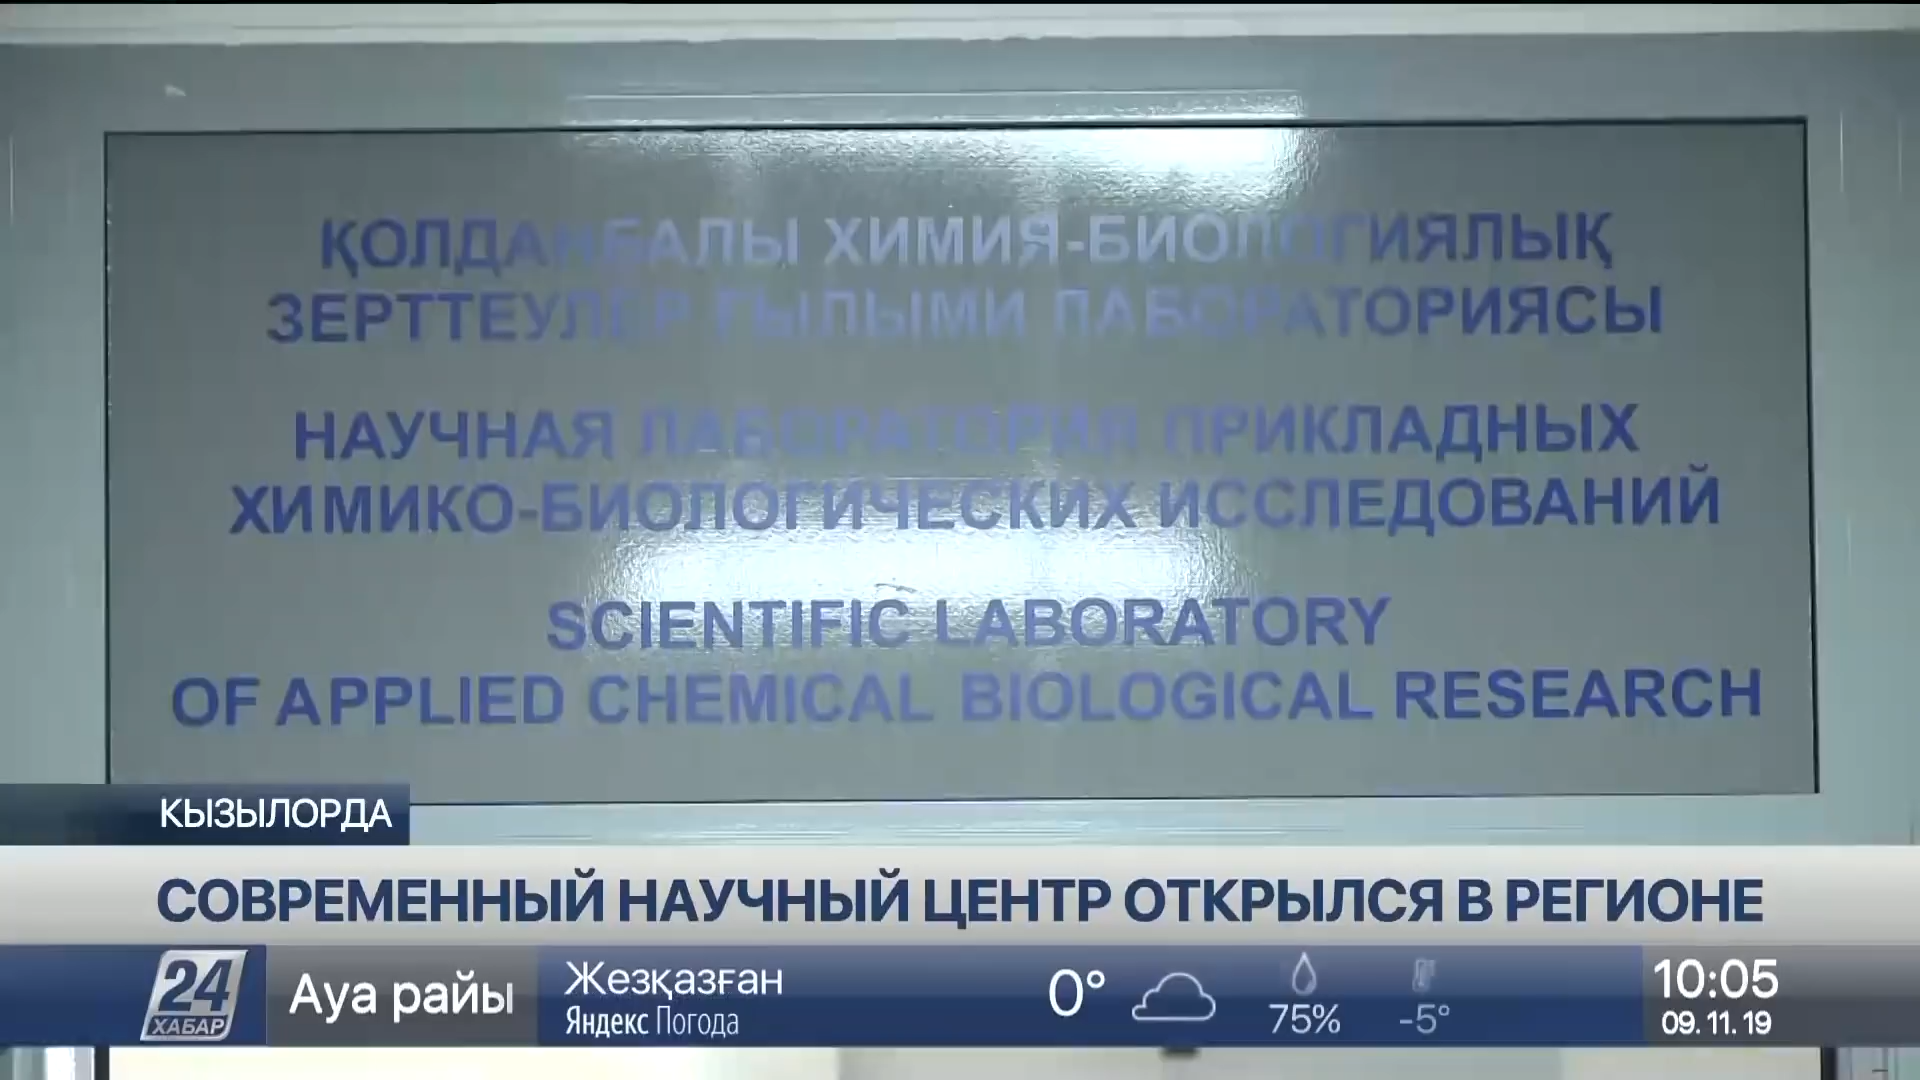 ҚОЛДАНБАЛЫ ХИМИЯ-БИОЛОГИЯЛЫҚ
ЗЕРТТЕУЛЕР ҒЫЛЫМИ ЛАБОРАТОРИЯСЫ
НАУЧНАЯ ЛАБОРАТОРИЯ ПРИКЛАДНЫХ
ХИМИКО-БИОЛОГИЧЕСКИХ ИССЛЕДОВАНИЙ
SCIENTIFIC LABORATORY
OF APPLIED CHEMICAL BIOLOGICAL RESEARCH
КЫЗЫЛОРДА
СОВРЕМЕННЫЙ НАУЧНЫЙ ЦЕНТР ОТКРЫЛСЯ В РЕГИОНЕ
24 ХАБАР
Ауа райы
Жезқазған
Яндекс Погода
0°
75%
-5°
10:05
09.11.19